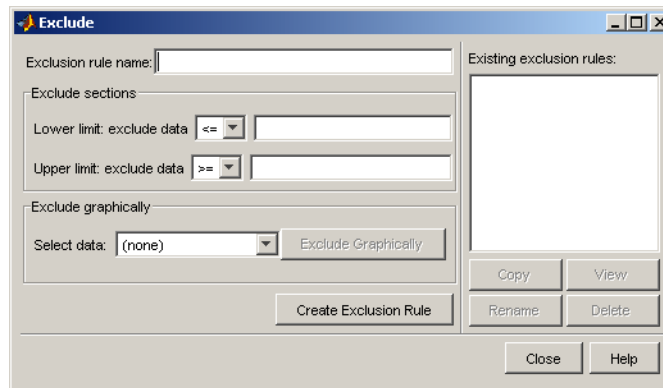 Exclude
Exclusion rule name:
Existing exclusion rules:
Exclude sections
Lower limit: exclude data <=
Upper limit: exclude data >=
Exclude graphically
Select data: (none) Exclude Graphically
Copy View
Create Exclusion Rule
Rename Delete
Close Help